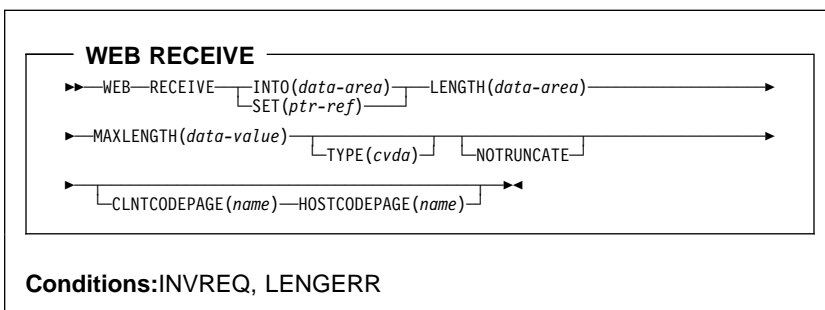 WEB RECEIVE
WEB RECEIVE INTO(data-area) LENGTH(data-area)
SET(ptr-ref)
MAXLENGTH(data-value)
TYPE(cvda) NOTRUNCATE
CLNTCODEPAGE(name) HOSTCODEPAGE(name)
Conditions:INVREQ, LENGERR